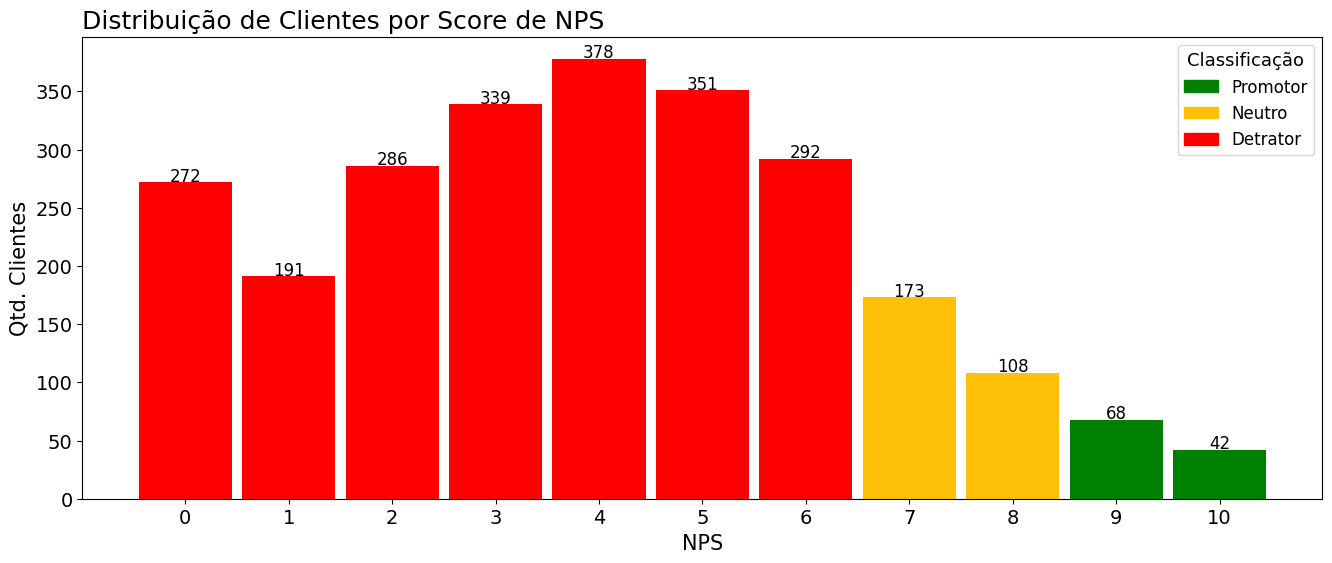 Distribuição de Clientes por Score de NPS
Qtd. Clientes
350
300
250
200
150
100
50
0
272
191
286
339
378
351
292
173
108
68
42
Classificação
Promotor
Neutro
Detrator
0 1 2 3 4 5 6 7 8 9 10
NPS